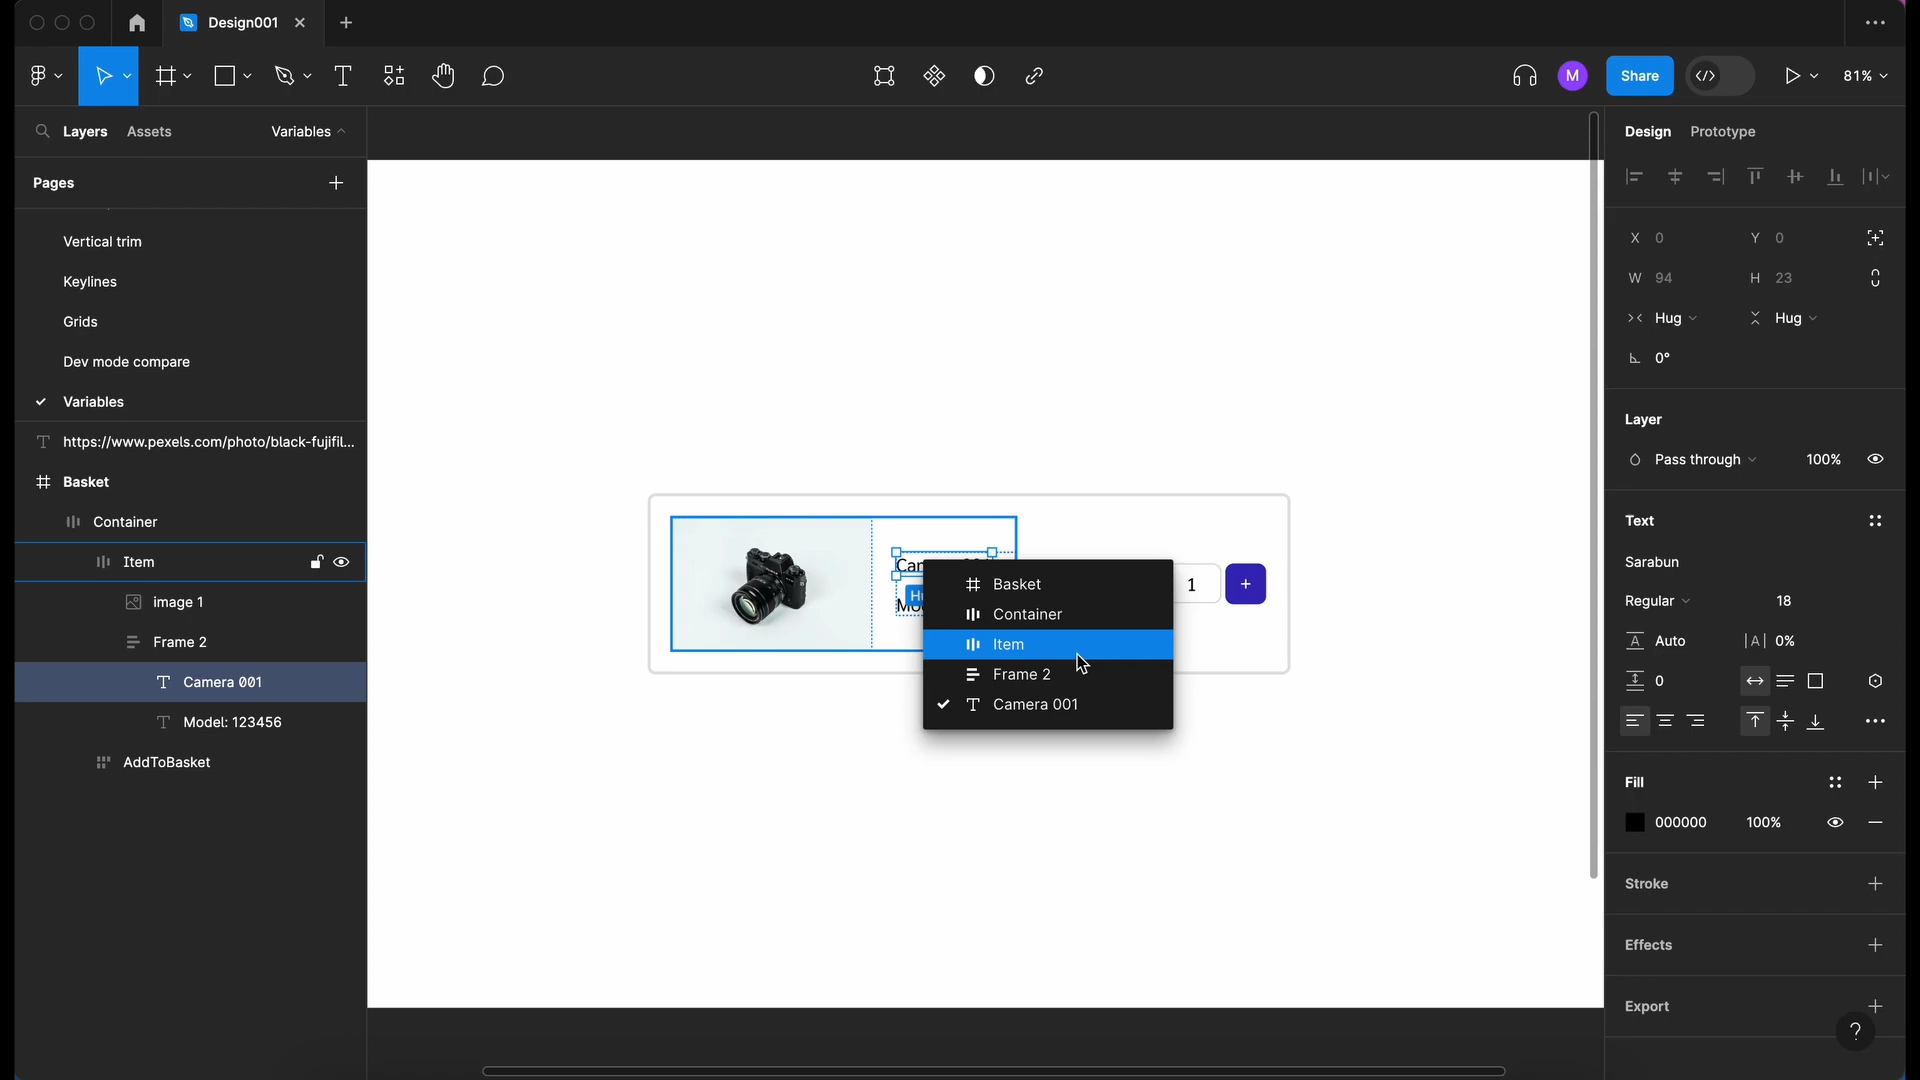 Design001
Share
81%
M
Layers
Assets
Variables
Pages
Vertical trim
Keylines
Grids
Dev mode compare
Variables
https://www.pexels.com/photo/black-fujifil...
Basket
Container
Item
image 1
Frame 2
Camera 001
Model: 123456
AddToBasket
Basket
Container
Item
Frame 2
Camera 001
1
+
Design
Prototype
X 0
Y 0
W 94
H 23
Hug
Hug
0°
Layer
Pass through
100%
Text
Sarabun
Regular
18
Auto
0%
0
Fill
000000
100%
Stroke
Effects
Export
?